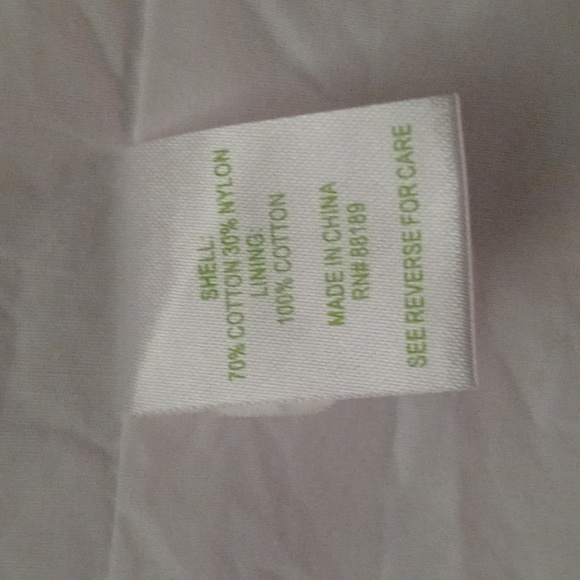 SHELL:
70% COTTON 30% NYLON
LINING:
100% COTTON
MADE IN CHINA
RN# 88189
SEE REVERSE FOR CARE